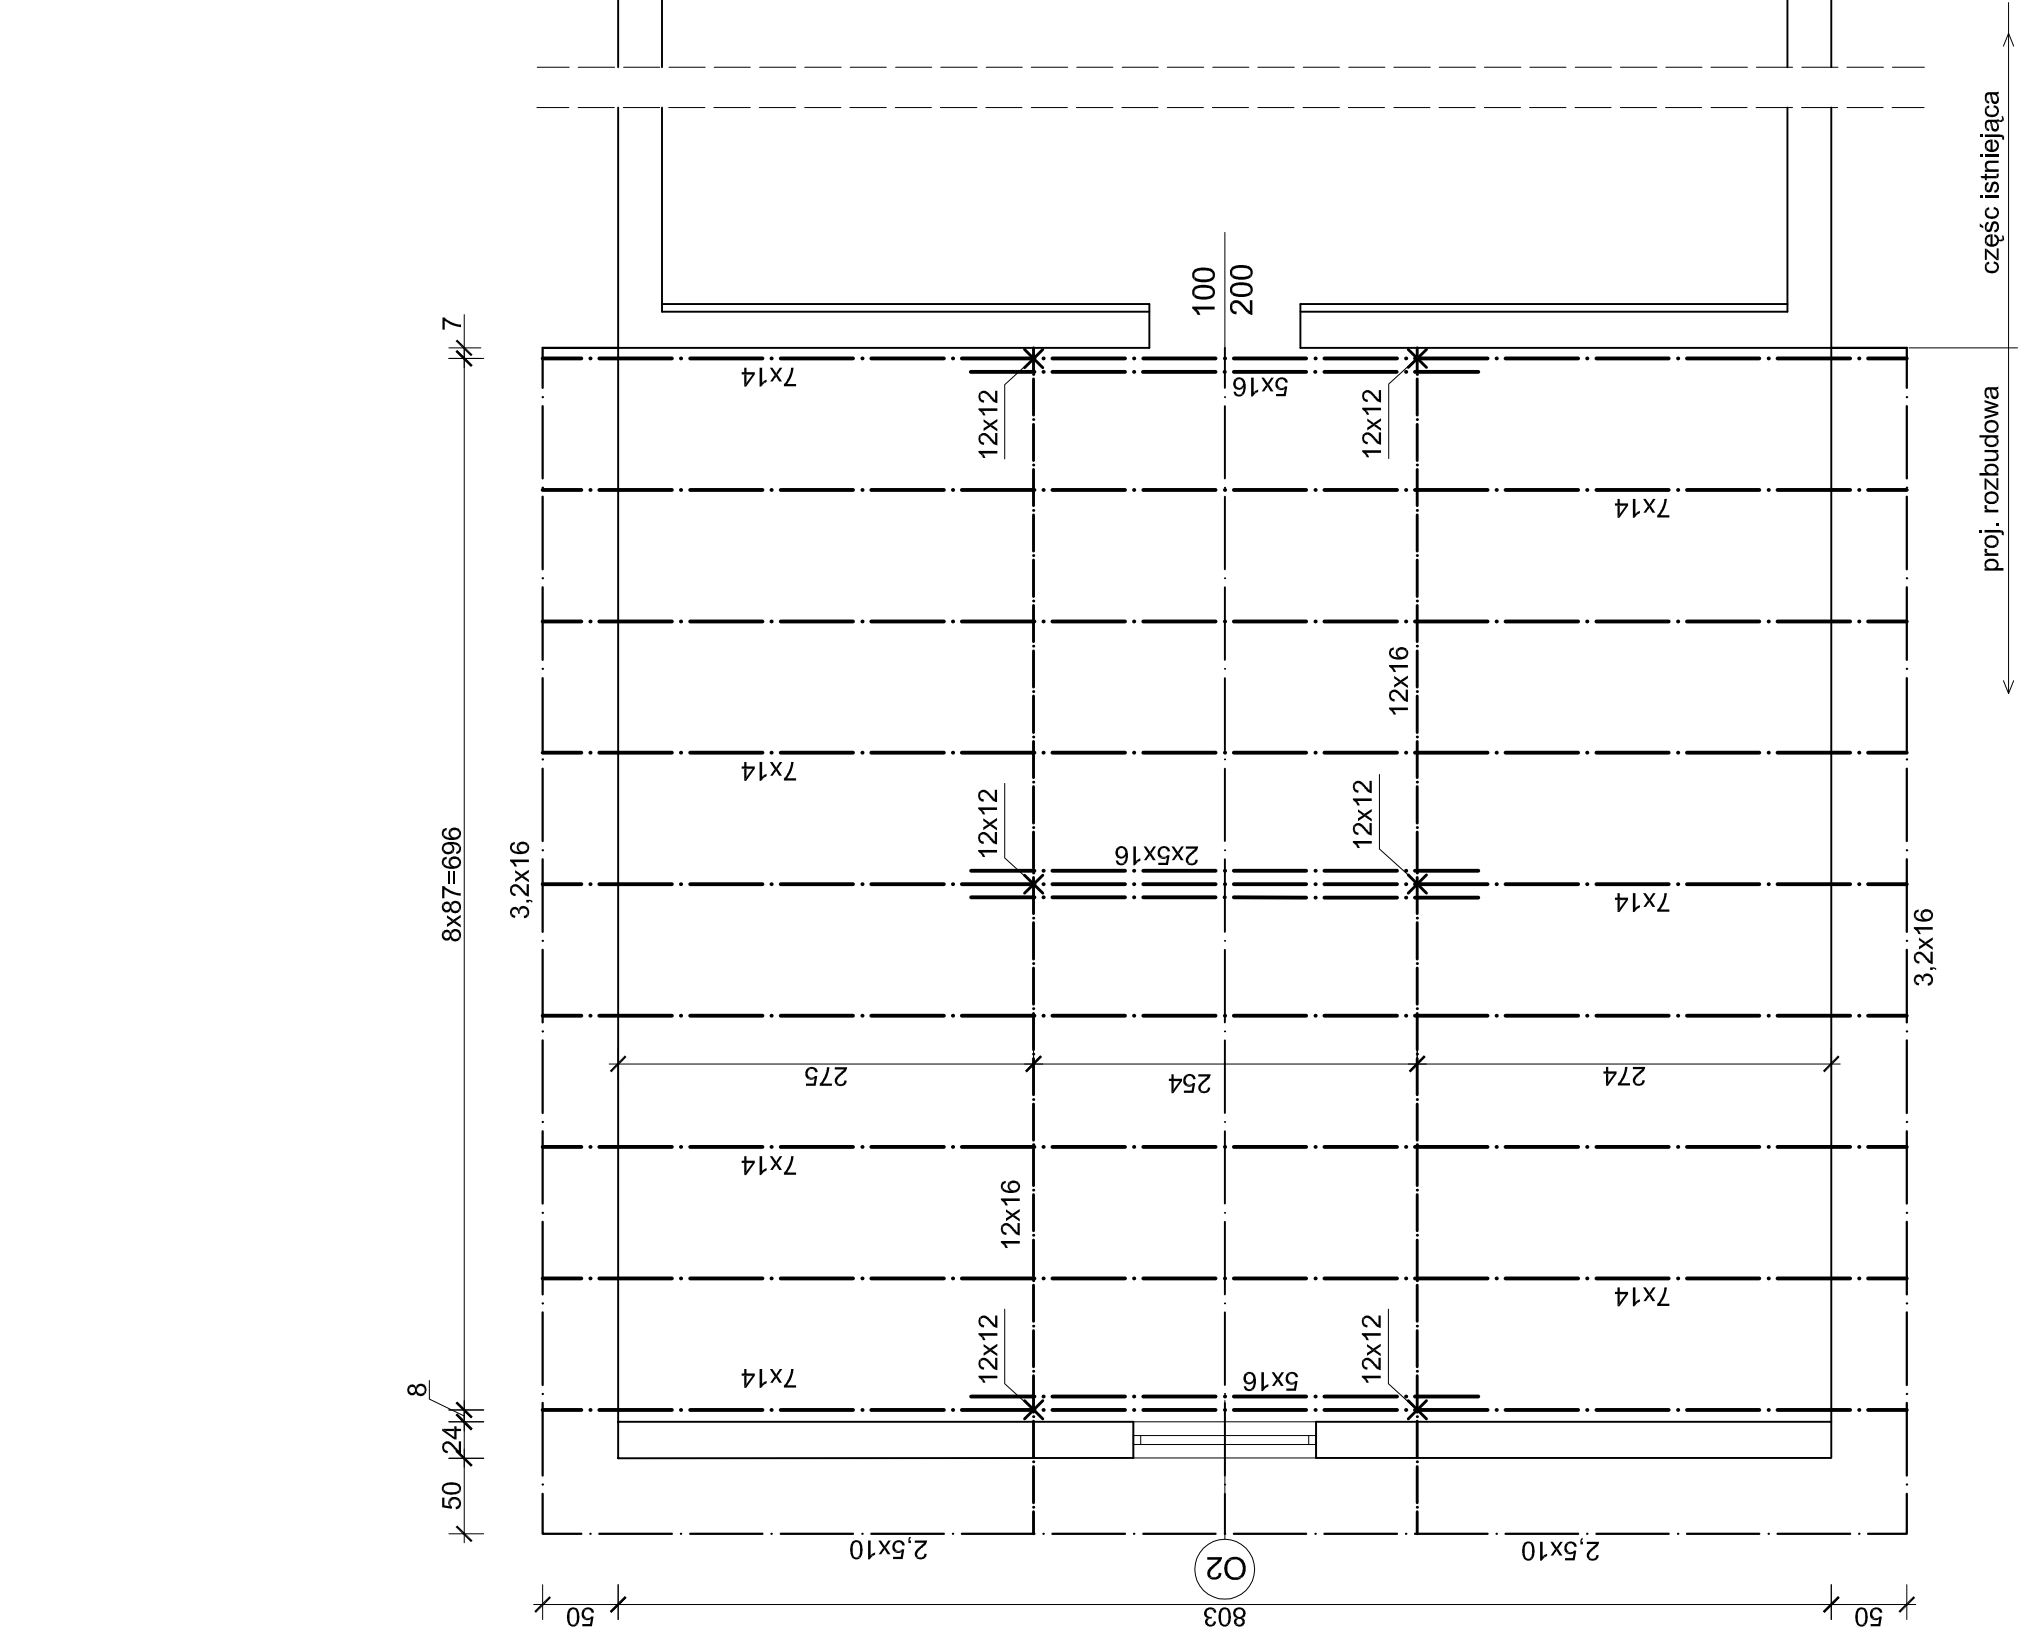 część istniejąca
proj. rozbudowa
100
200
7
7x14
5x16
12x12
12x12
7x14
12x16
7x14
12x12
12x12
2x5x16
8x87=696
3,2x16
7x14
3,2x16
275
254
274
7x14
12x16
7x14
12x12
12x12
7x14
5x16
8
24
50
2,5x10
2,5x10
O2
50
803
50